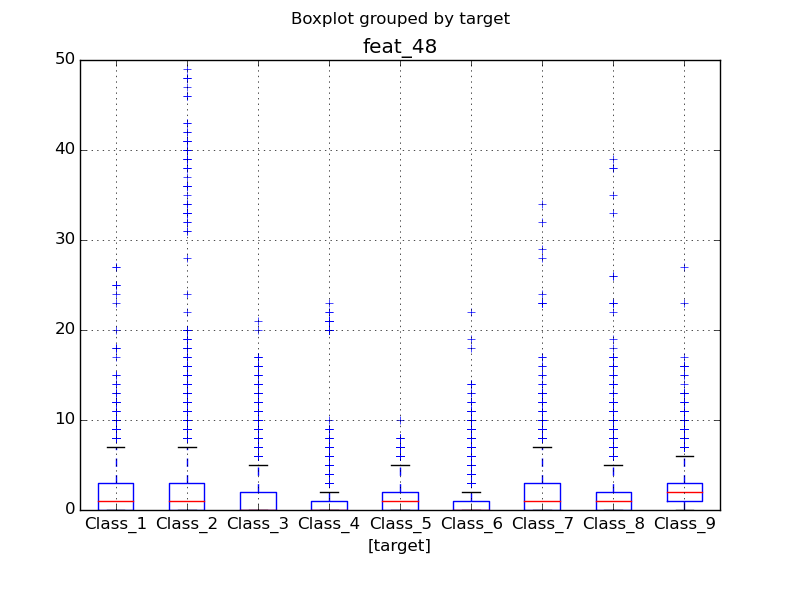 Boxplot grouped by target
feat_48
50
40
30
20
10
0
Class_1 Class_2 Class_3 Class_4 Class_5 Class_6 Class_7 Class_8 Class_9
[target]